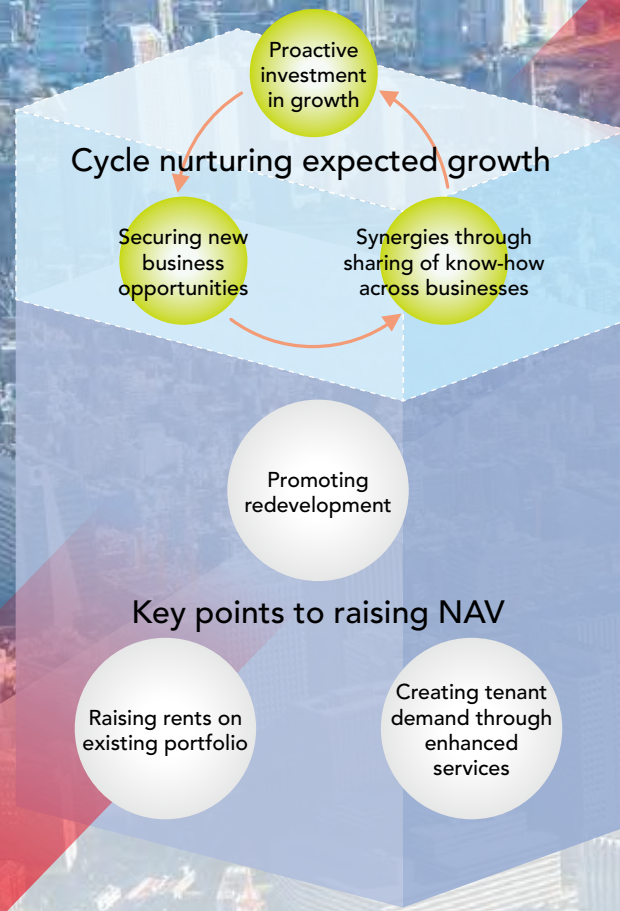 Proactive
investment
in growth
Cycle nurturing expected growth
Securing new
business
opportunities
Synergies through
sharing of know-how
across businesses
Promoting
redevelopment
Key points to raising NAV
Raising rents on
existing portfolio
Creating tenant
demand through
enhanced
services